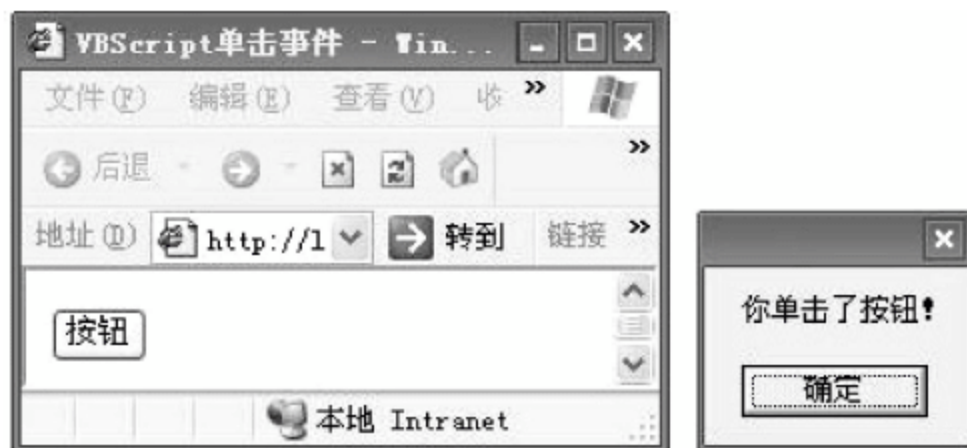 VBScript单击事件 - Win...
文件(F) 编辑(E) 查看(V) 收 »
后退 »
地址(D) http://l 转到 链接 »
按钮
本地 Intranet
你单击了按钮!
确定